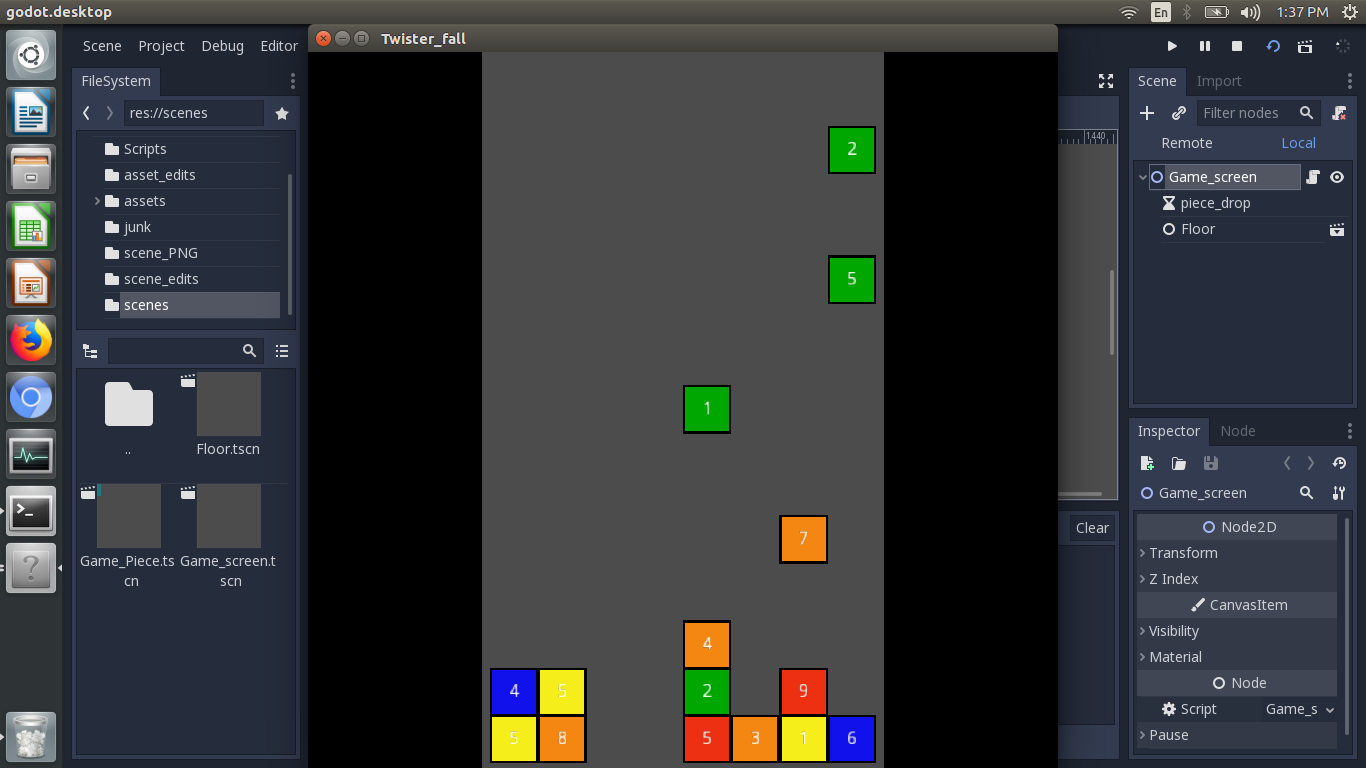 godot.desktop
En
1:37 PM
Scene Project Debug Editor
Twister_fall
FileSystem
res://scenes
Scripts
asset_edits
assets
junk
scene_PNG
scene_edits
scenes
..
Floor.tscn
Game_Piece.ts
cn
Game_screen.t
scn
2
5
1
7
4
4 5 2 9
5 8 5 3 1 6
1440
Clear
Scene Import
Filter nodes
Remote Local
Game_screen
piece_drop
Floor
Inspector Node
Game_screen
Node2D
Transform
Z Index
CanvasItem
Visibility
Material
Node
Script Game_s
Pause